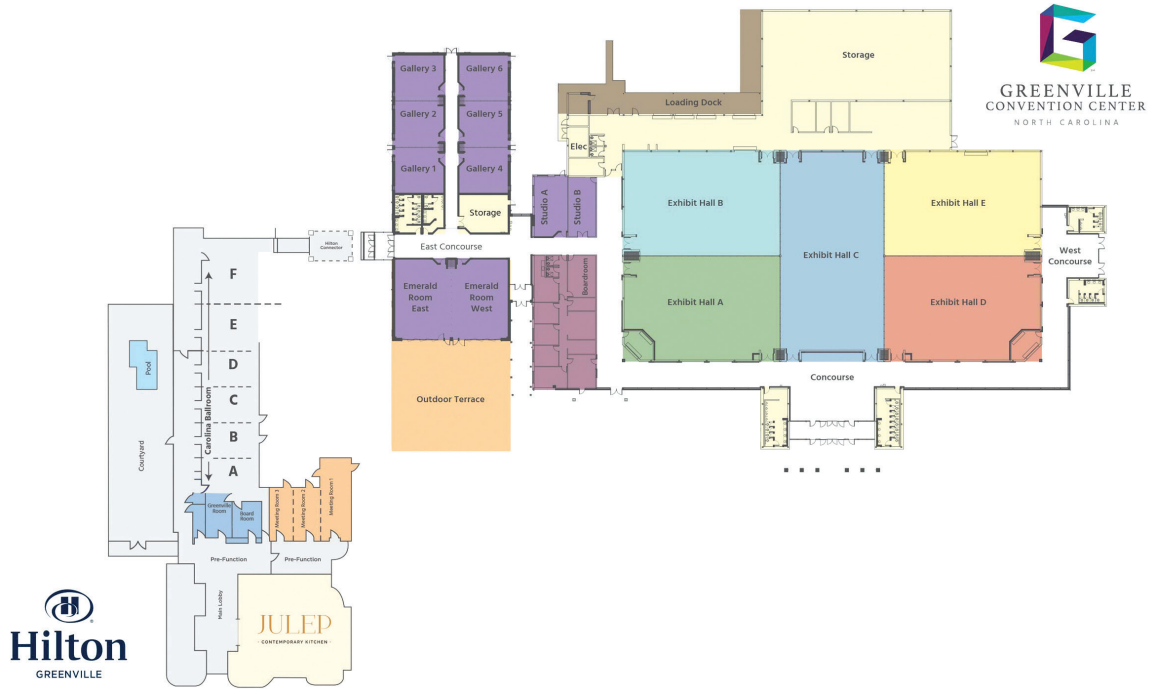 GREENVILLE
CONVENTION CENTER
NORTH CAROLINA
Storage
Loading Dock
Elec
Gallery 3
Gallery 6
Gallery 2
Gallery 5
Gallery 1
Gallery 4
Storage
Studio A
Studio B
East Concourse
Hilton
Connector
Emerald
Room
East
Emerald
Room
West
Boardroom
Outdoor Terrace
Exhibit Hall B
Exhibit Hall E
Exhibit Hall C
Exhibit Hall A
Exhibit Hall D
West
Concourse
Concourse
F
E
D
C
B
A
Carolina Ballroom
Pool
Courtyard
Greenville
Room
Board
Room
Meeting Room 3
Meeting Room 2
Meeting Room 1
Pre-Function
Pre-Function
Main Lobby
JULEP
- CONTEMPORARY KITCHEN -
H
Hilton
GREENVILLE